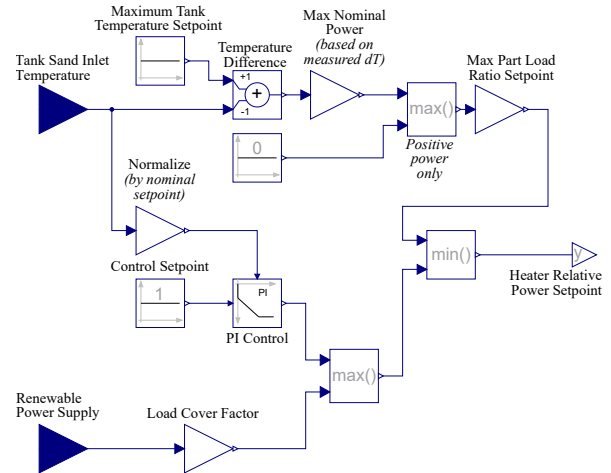 Maximum Tank
Temperature Setpoint
Max Nominal
Power
(based on
measured dT)
Temperature
Difference
Tank Sand Inlet
Temperature
Max Part Load
Ratio Setpoint
+1
+
-1
max()
0
Positive
power
only
Normalize
(by nominal
setpoint)
min()
y
Control Setpoint
Heater Relative
Power Setpoint
1
PI
PI Control
max()
Renewable
Power Supply
Load Cover Factor